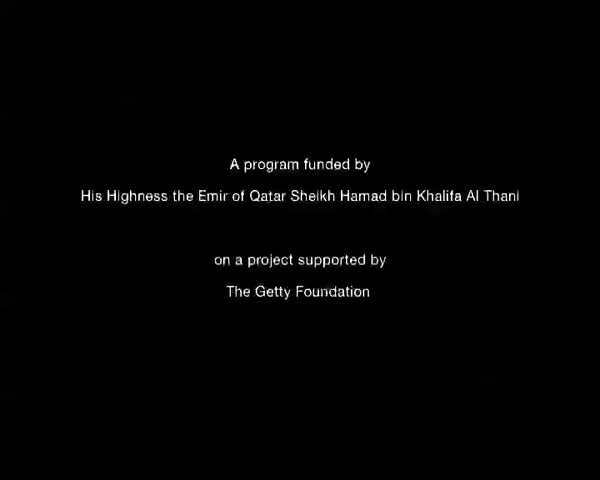 A program funded by
His Highness the Emir of Qatar Sheikh Hamad bin Khalifa Al Thani
on a project supported by
The Getty Foundation